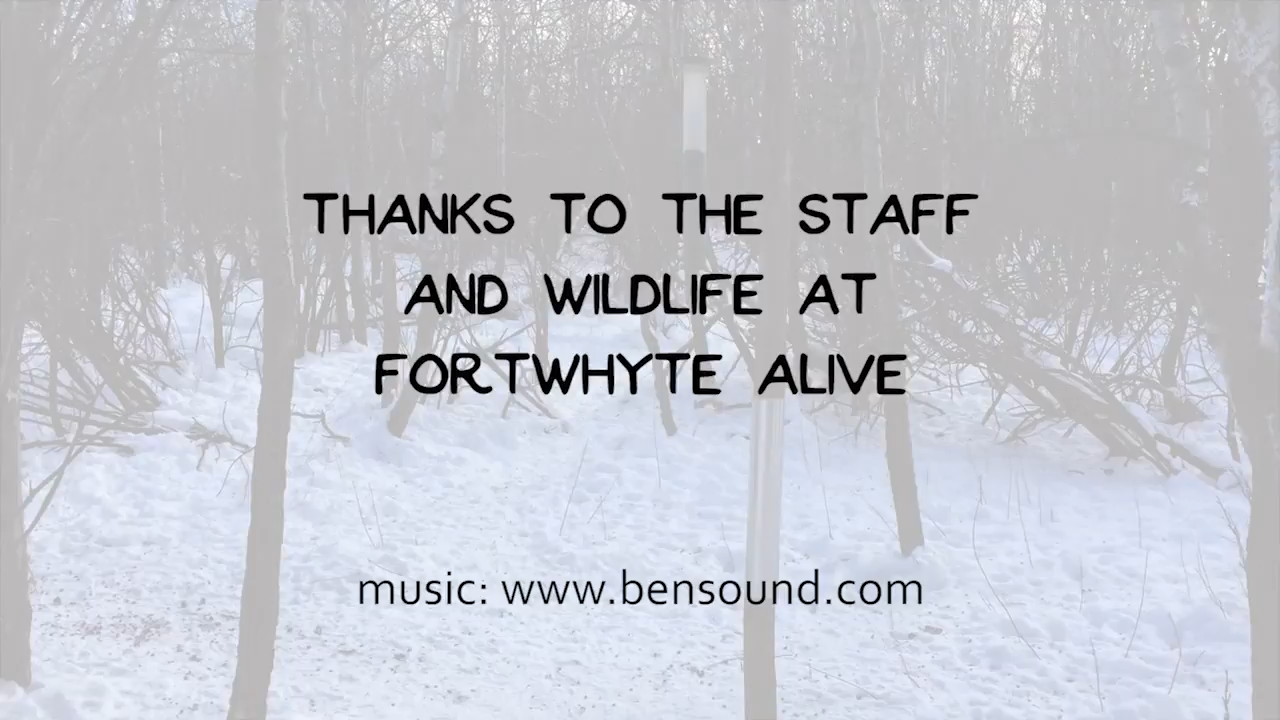 THANKS TO THE STAFF
AND WILDLIFE AT
FORTWHYTE ALIVE
music: www.bensound.com